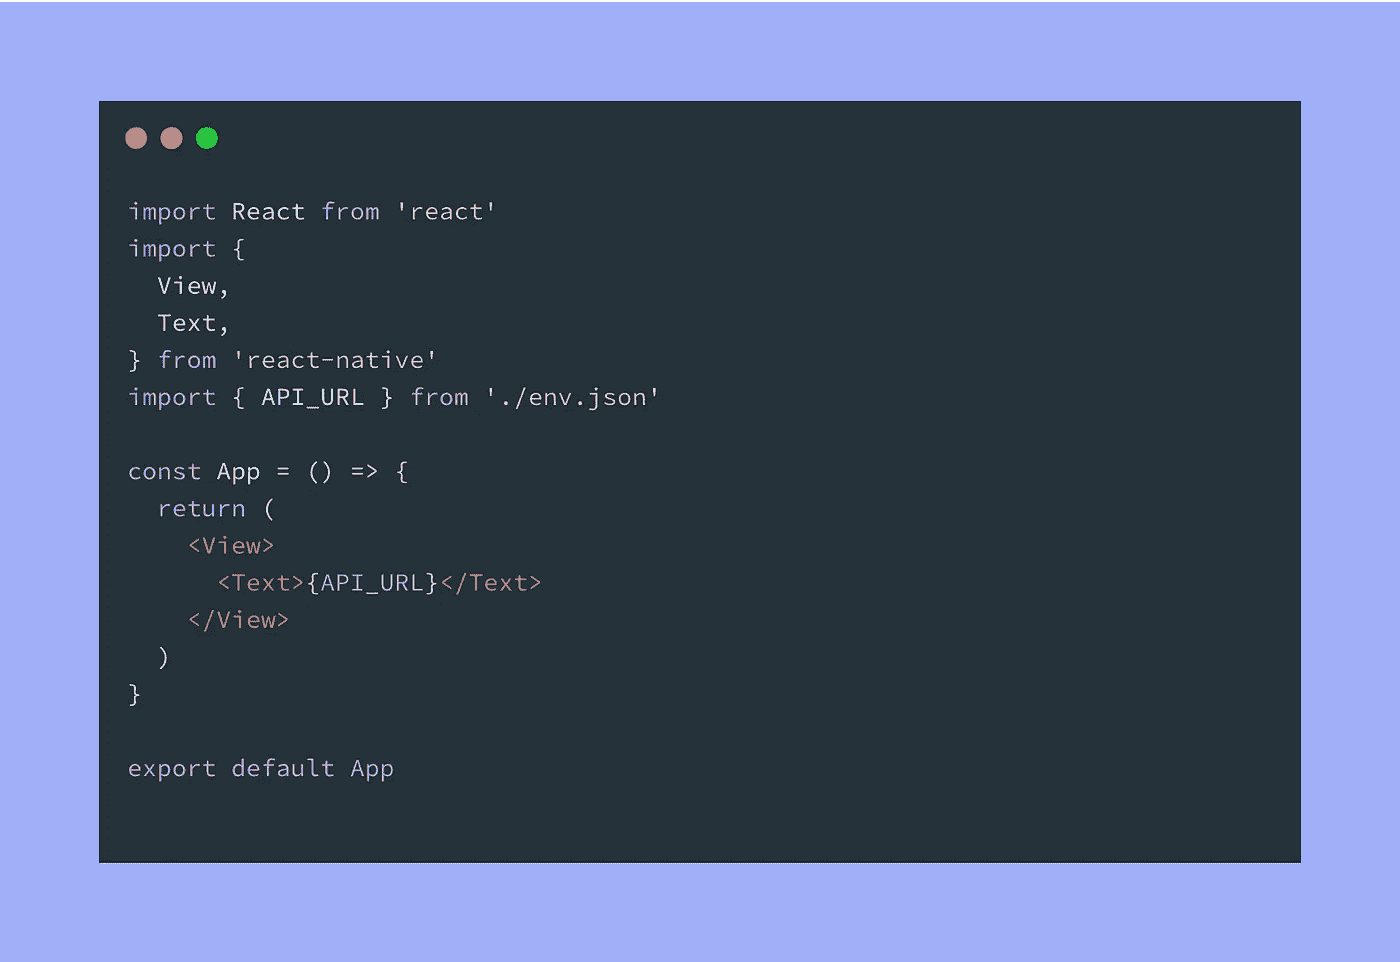 import React from 'react'
import {
  View,
  Text,
} from 'react-native'
import { API_URL } from './env.json'

const App = () => {
  return (
    <View>
      <Text>{API_URL}</Text>
    </View>
  )
}

export default App